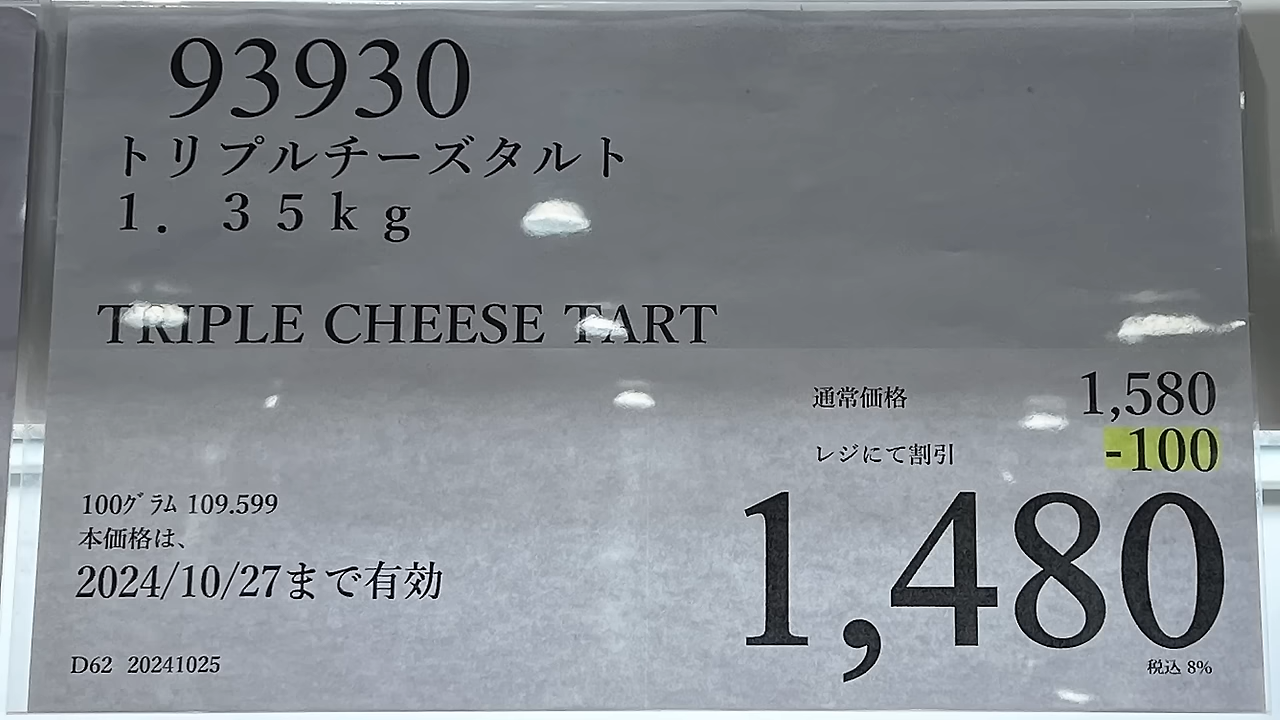 93930
トリプルチーズタルト
１．３５ｋｇ
TRIPLE CHEESE TART
通常価格 1,580
レジにて割引 -100
1,480
税込 8%
100グラム 109.599
本価格は、
2024/10/27まで有効
D62 20241025